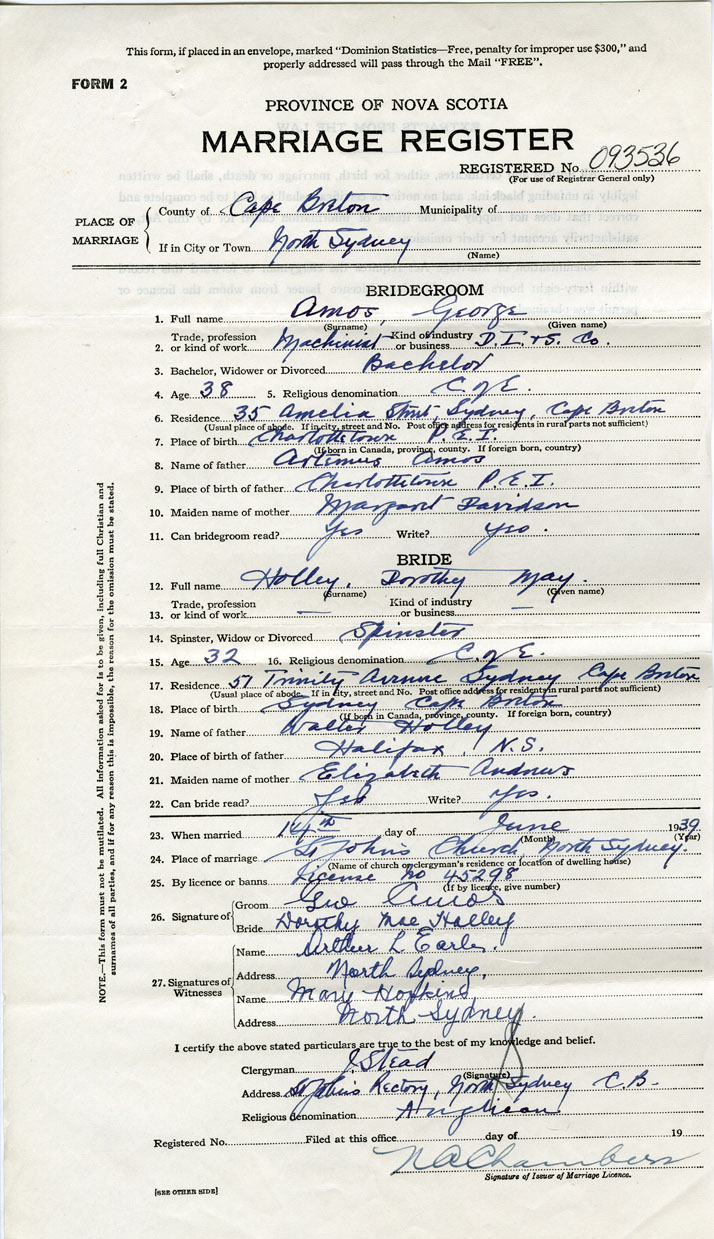 This form, if placed in an envelope, marked "Dominion Statistics—Free, penalty for improper use $300," and
properly addressed will pass through the Mail "FREE".
FORM 2
PROVINCE OF NOVA SCOTIA
MARRIAGE REGISTER
REGISTERED No. 093536
(For use of Registrar General only)
PLACE OF MARRIAGE
County of Cape Breton Municipality of
If in City or Town North Sydney
(Name)
BRIDEGROOM
1. Full name Amos, George
(Surname) (Given name)
2. Trade, profession or kind of work Machinist Kind of industry or business D.I. & S. Co.
3. Bachelor, Widower or Divorced Bachelor
4. Age 38 5. Religious denomination C of E.
6. Residence 35 Amelia Street, Sydney, Cape Breton
(Usual place of abode. If in city, street and No. Post office address for residents in rural parts not sufficient)
7. Place of birth Charlottetown P.E.I.
(If born in Canada, province, county. If foreign born, country)
8. Name of father Artemus Amos
9. Place of birth of father Charlottetown P.E.I.
10. Maiden name of mother Margaret Davidson
11. Can bridegroom read? Yes Write? Yes.
BRIDE
12. Full name Holley, Dorothy May.
(Surname) (Given name)
13. Trade, profession or kind of work — Kind of industry or business —
14. Spinster, Widow or Divorced Spinster
15. Age 32 16. Religious denomination C of E.
17. Residence 57 Trinity Avenue Sydney Cape Breton
(Usual place of abode. If in city, street and No. Post office address for residents in rural parts not sufficient)
18. Place of birth Sydney Cape Breton
(If born in Canada, province, county. If foreign born, country)
19. Name of father Walter Holley
20. Place of birth of father Halifax, N.S.
21. Maiden name of mother Elizabeth Andrews
22. Can bride read? Yes Write? Yes.
23. When married 14th day of June 1939
(Month) (Year)
24. Place of marriage St Johns Church, North Sydney.
(Name of church or clergyman's residence or location of dwelling house)
25. By licence or banns License No 45298
(If by licence, give number)
26. Signature of
Groom Geo Amos
Bride Dorothy Mae Holley
27. Signatures of Witnesses
Name Arthur L Earle.
Address North Sydney,
Name Mary Hopkins
Address North Sydney.
I certify the above stated particulars are true to the best of my knowledge and belief.
Clergyman J. Stead
(Signature)
Address St Johns Rectory, North Sydney C.B.
Religious denomination Anglican
Registered No. Filed at this office day of 19
Chambers
Signature of Issuer of Marriage Licence.
[SEE OTHER SIDE]
NOTE.—This form must not be mutilated. All information asked for is to be given, including full Christian and
surnames of all parties, and if for any reason this is impossible, the reason for the omission must be stated.